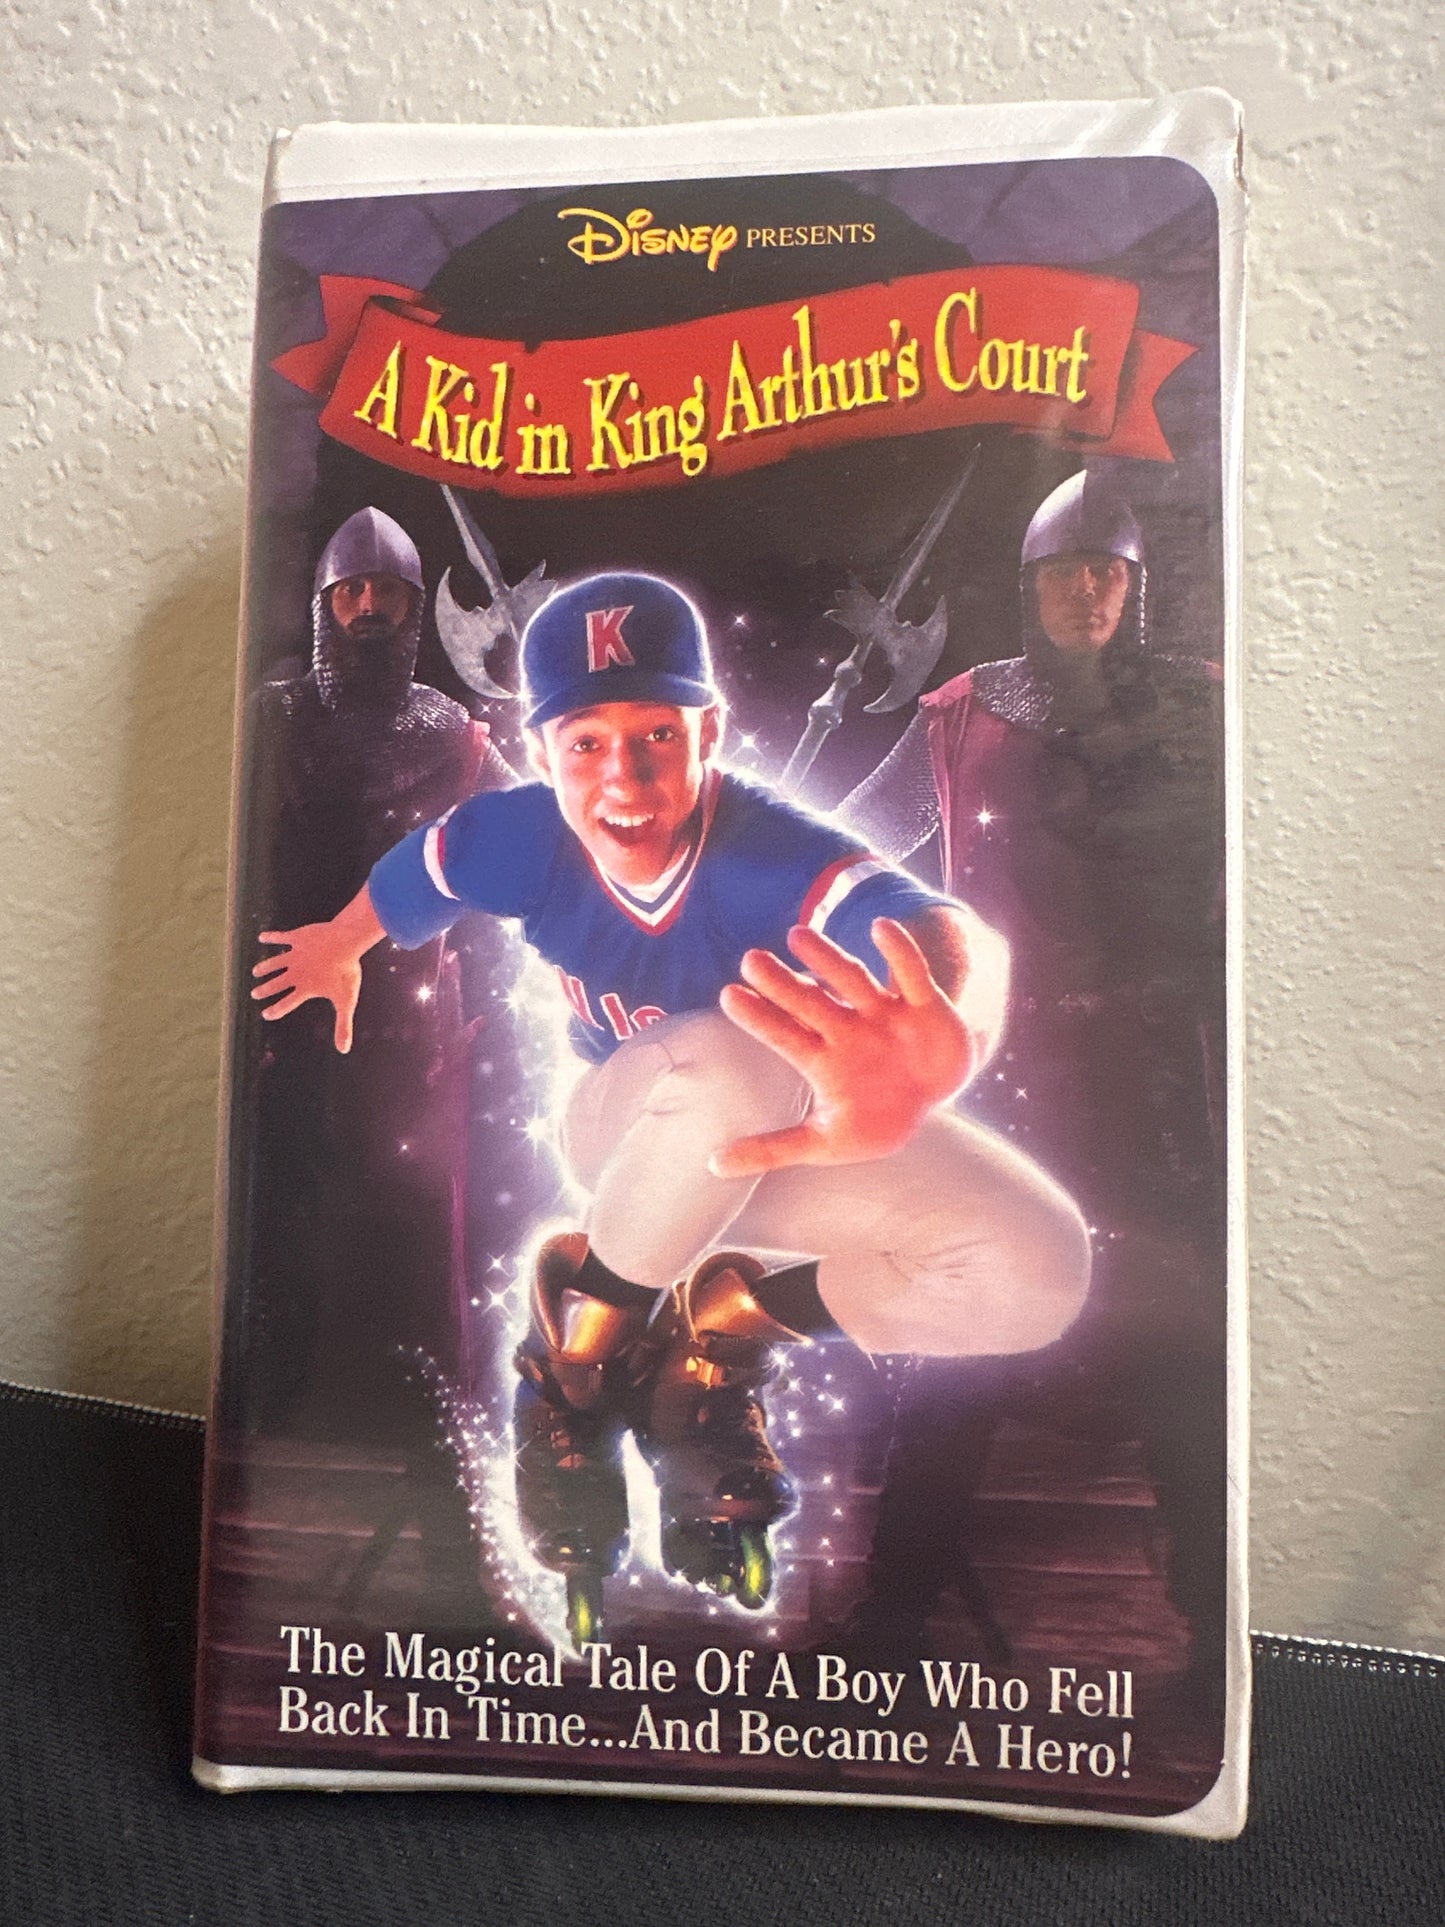 Disney PRESENTS
A Kid in King Arthur's Court
K
The Magical Tale Of A Boy Who Fell
Back In Time...And Became A Hero!